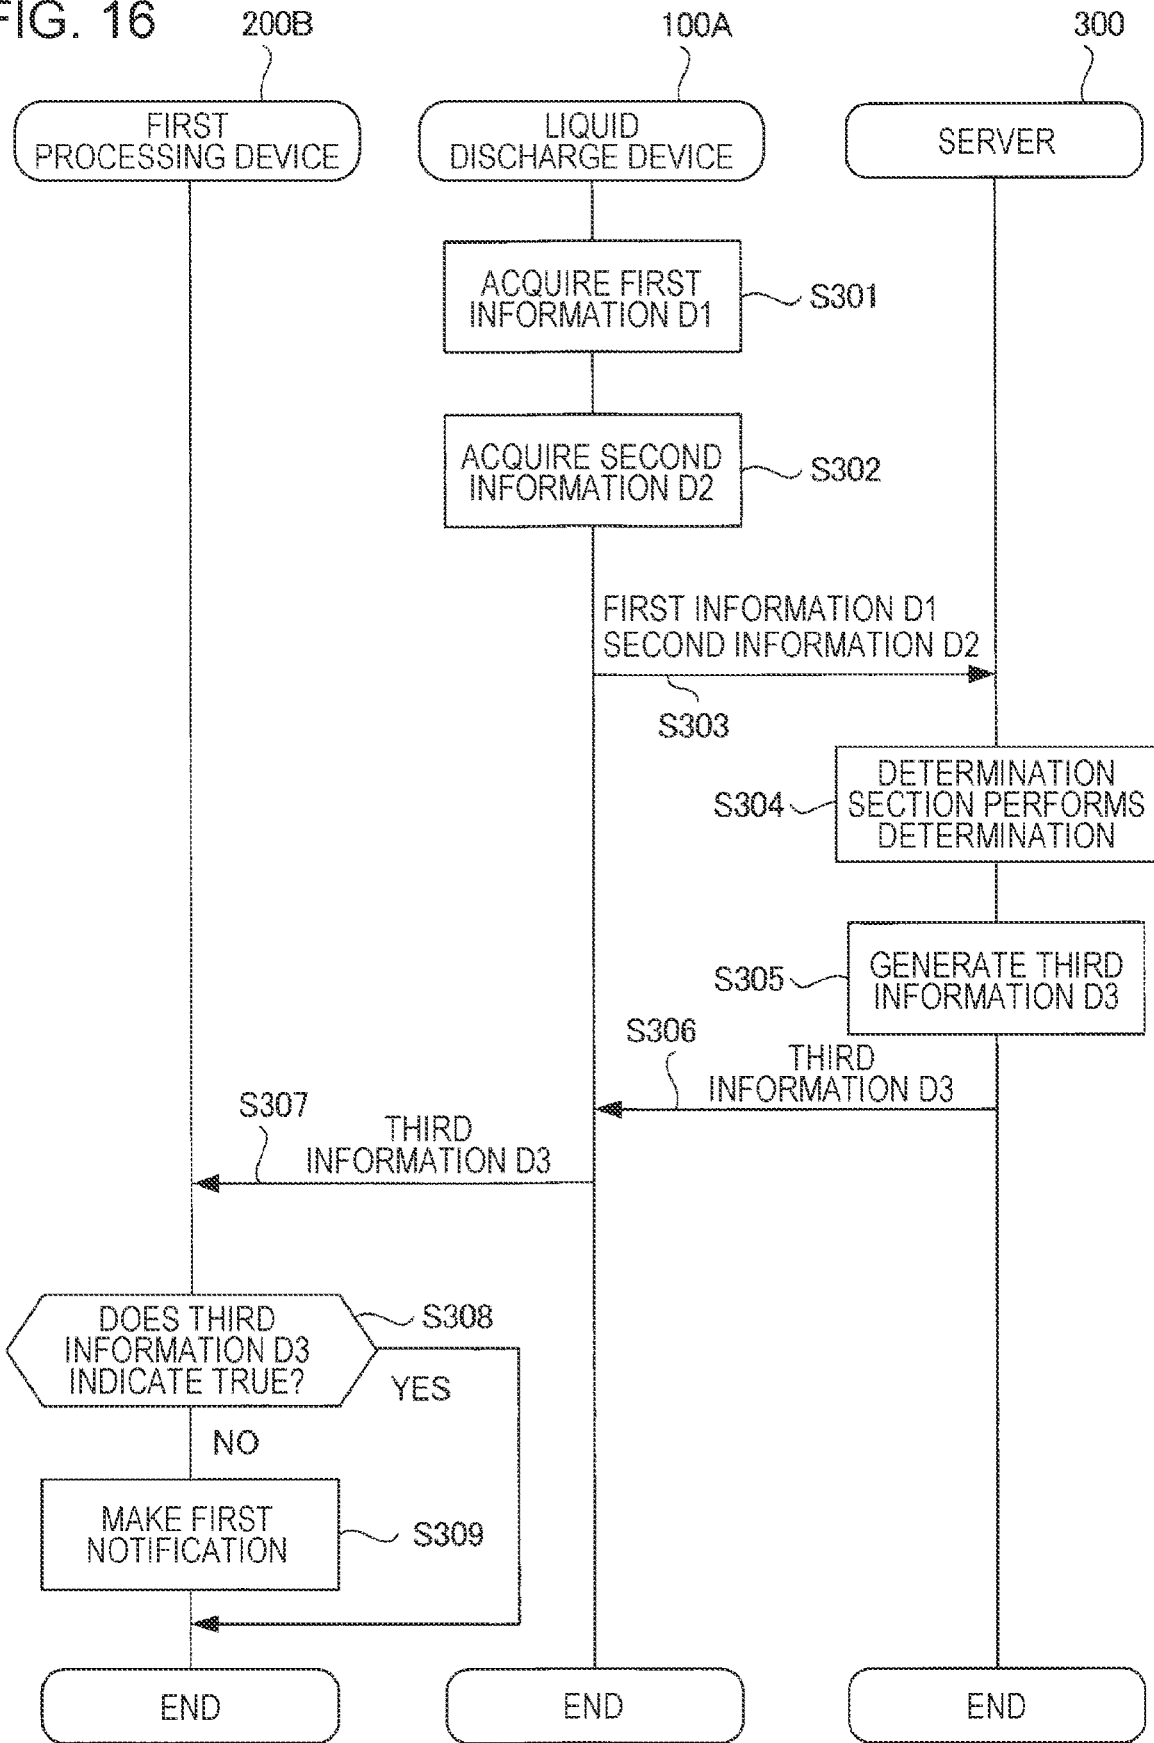 FIG. 16
200B
100A
300
FIRST
PROCESSING DEVICE
LIQUID
DISCHARGE DEVICE
SERVER
ACQUIRE FIRST
INFORMATION D1
S301
ACQUIRE SECOND
INFORMATION D2
S302
FIRST INFORMATION D1
SECOND INFORMATION D2
S303
S304
DETERMINATION
SECTION PERFORMS
DETERMINATION
S305
GENERATE THIRD
INFORMATION D3
S306
THIRD
INFORMATION D3
S307
THIRD
INFORMATION D3
DOES THIRD
INFORMATION D3
INDICATE TRUE?
S308
YES
NO
MAKE FIRST
NOTIFICATION
S309
END
END
END